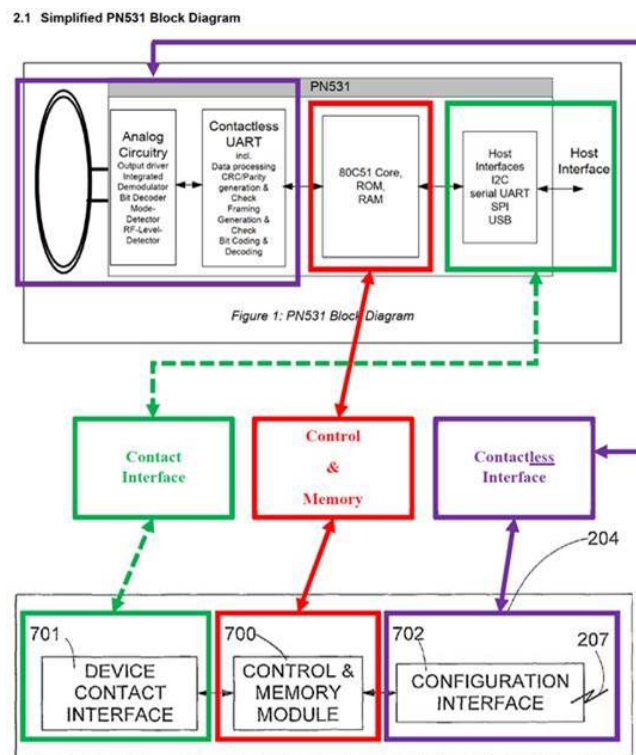 2.1 Simplified PN531 Block Diagram
PN531
Analog
Circuitry
Output driver
Integrated
Demodulator
Bit Decoder
Mode-
Detector
RF-Level-
Detector
Contactless
UART
incl.
Data processing
CRC/Parity
generation &
Check
Framing
Generation &
Check
Bit Coding &
Decoding
80C51 Core,
ROM,
RAM
Host
Interfaces
I2C
serial UART
SPI
USB
Host
Interface
Figure 1: PN531 Block Diagram
Contact
Interface
Control
&
Memory
Contactless
Interface
204
701
DEVICE
CONTACT
INTERFACE
700
CONTROL &
MEMORY
MODULE
702
207
CONFIGURATION
INTERFACE